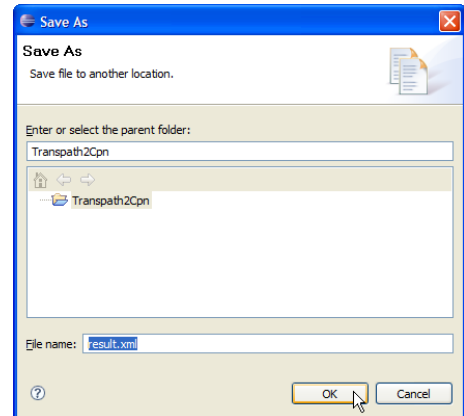 Save As
Save As
Save file to another location.
Enter or select the parent folder:
Transpath2Cpn
Transpath2Cpn
File name: result.xml
? OK Cancel